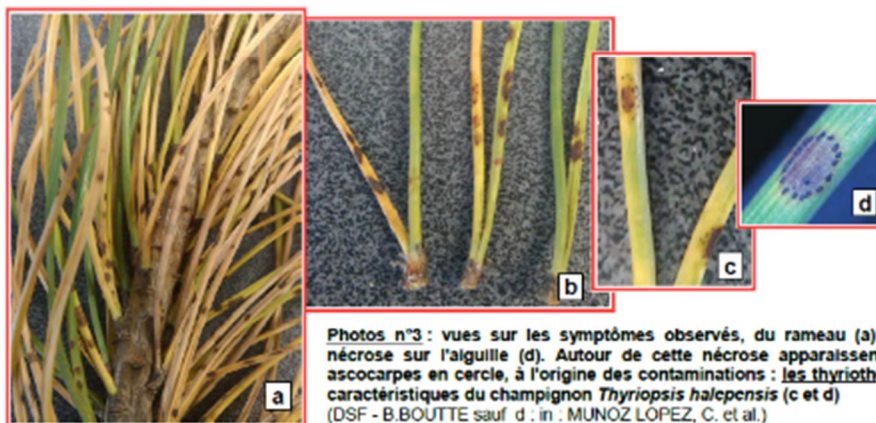 a
b
c
d
Photos n°3 : vues sur les symptômes observés, du rameau (a)
nécrose sur l'aiguille (d). Autour de cette nécrose apparaissen
ascocarpes en cercle, à l'origine des contaminations : les thyrioth
caractéristiques du champignon Thyriopsis halepensis (c et d)
(DSF - B.BOUTTE sauf d : in : MUNOZ LOPEZ, C. et al.)